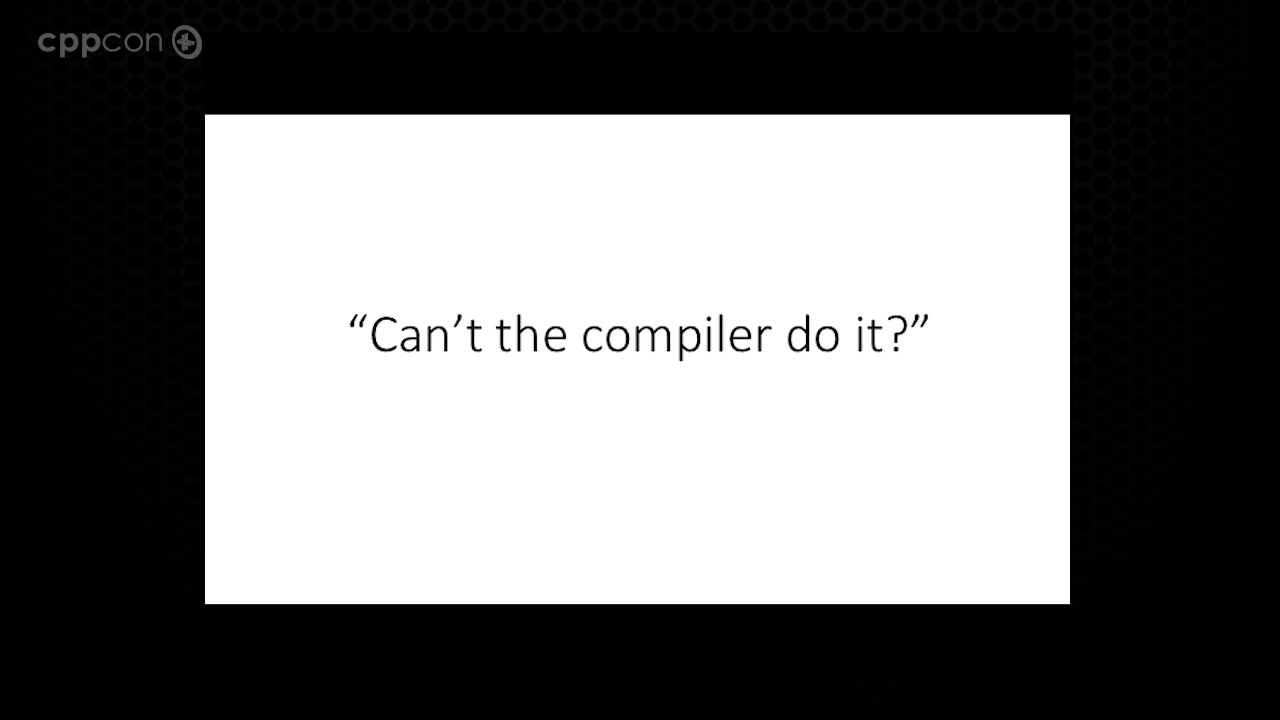 cppcon
“Can’t the compiler do it?”